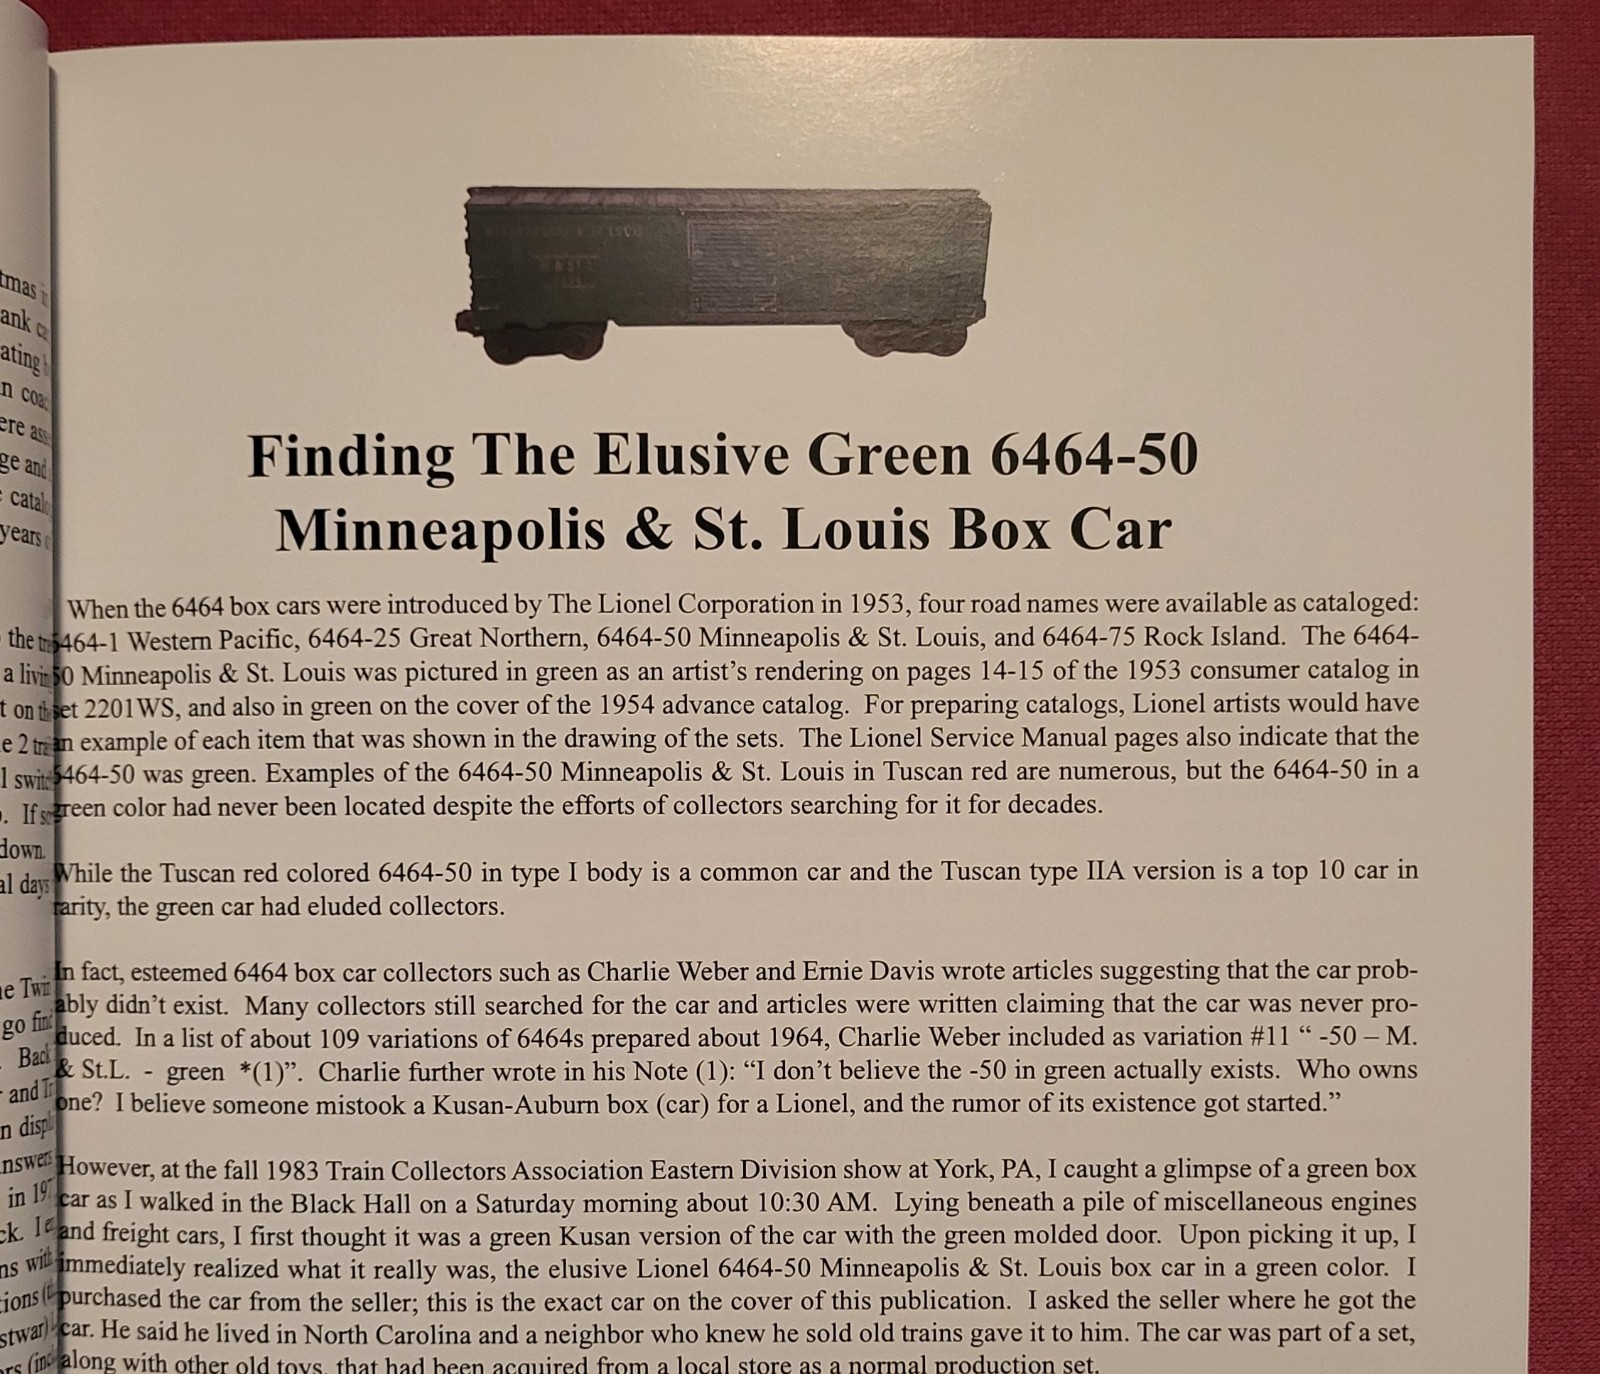 Finding The Elusive Green 6464-50
Minneapolis & St. Louis Box Car
When the 6464 box cars were introduced by The Lionel Corporation in 1953, four road names were available as cataloged:
6464-1 Western Pacific, 6464-25 Great Northern, 6464-50 Minneapolis & St. Louis, and 6464-75 Rock Island. The 6464-
50 Minneapolis & St. Louis was pictured in green as an artist's rendering on pages 14-15 of the 1953 consumer catalog in
set 2201WS, and also in green on the cover of the 1954 advance catalog. For preparing catalogs, Lionel artists would have
an example of each item that was shown in the drawing of the sets. The Lionel Service Manual pages also indicate that the
6464-50 was green. Examples of the 6464-50 Minneapolis & St. Louis in Tuscan red are numerous, but the 6464-50 in a
green color had never been located despite the efforts of collectors searching for it for decades.
While the Tuscan red colored 6464-50 in type I body is a common car and the Tuscan type IIA version is a top 10 car in
rarity, the green car had eluded collectors.
In fact, esteemed 6464 box car collectors such as Charlie Weber and Ernie Davis wrote articles suggesting that the car prob-
ably didn't exist. Many collectors still searched for the car and articles were written claiming that the car was never pro-
duced. In a list of about 109 variations of 6464s prepared about 1964, Charlie Weber included as variation #11 " -50 – M.
& St.L. - green *(1)". Charlie further wrote in his Note (1): "I don't believe the -50 in green actually exists. Who owns
one? I believe someone mistook a Kusan-Auburn box (car) for a Lionel, and the rumor of its existence got started."
However, at the fall 1983 Train Collectors Association Eastern Division show at York, PA, I caught a glimpse of a green box
car as I walked in the Black Hall on a Saturday morning about 10:30 AM. Lying beneath a pile of miscellaneous engines
and freight cars, I first thought it was a green Kusan version of the car with the green molded door. Upon picking it up, I
immediately realized what it really was, the elusive Lionel 6464-50 Minneapolis & St. Louis box car in a green color. I
purchased the car from the seller; this is the exact car on the cover of this publication. I asked the seller where he got the
car. He said he lived in North Carolina and a neighbor who knew he sold old trains gave it to him. The car was part of a set,
along with other old toys, that had been acquired from a local store as a normal production set.